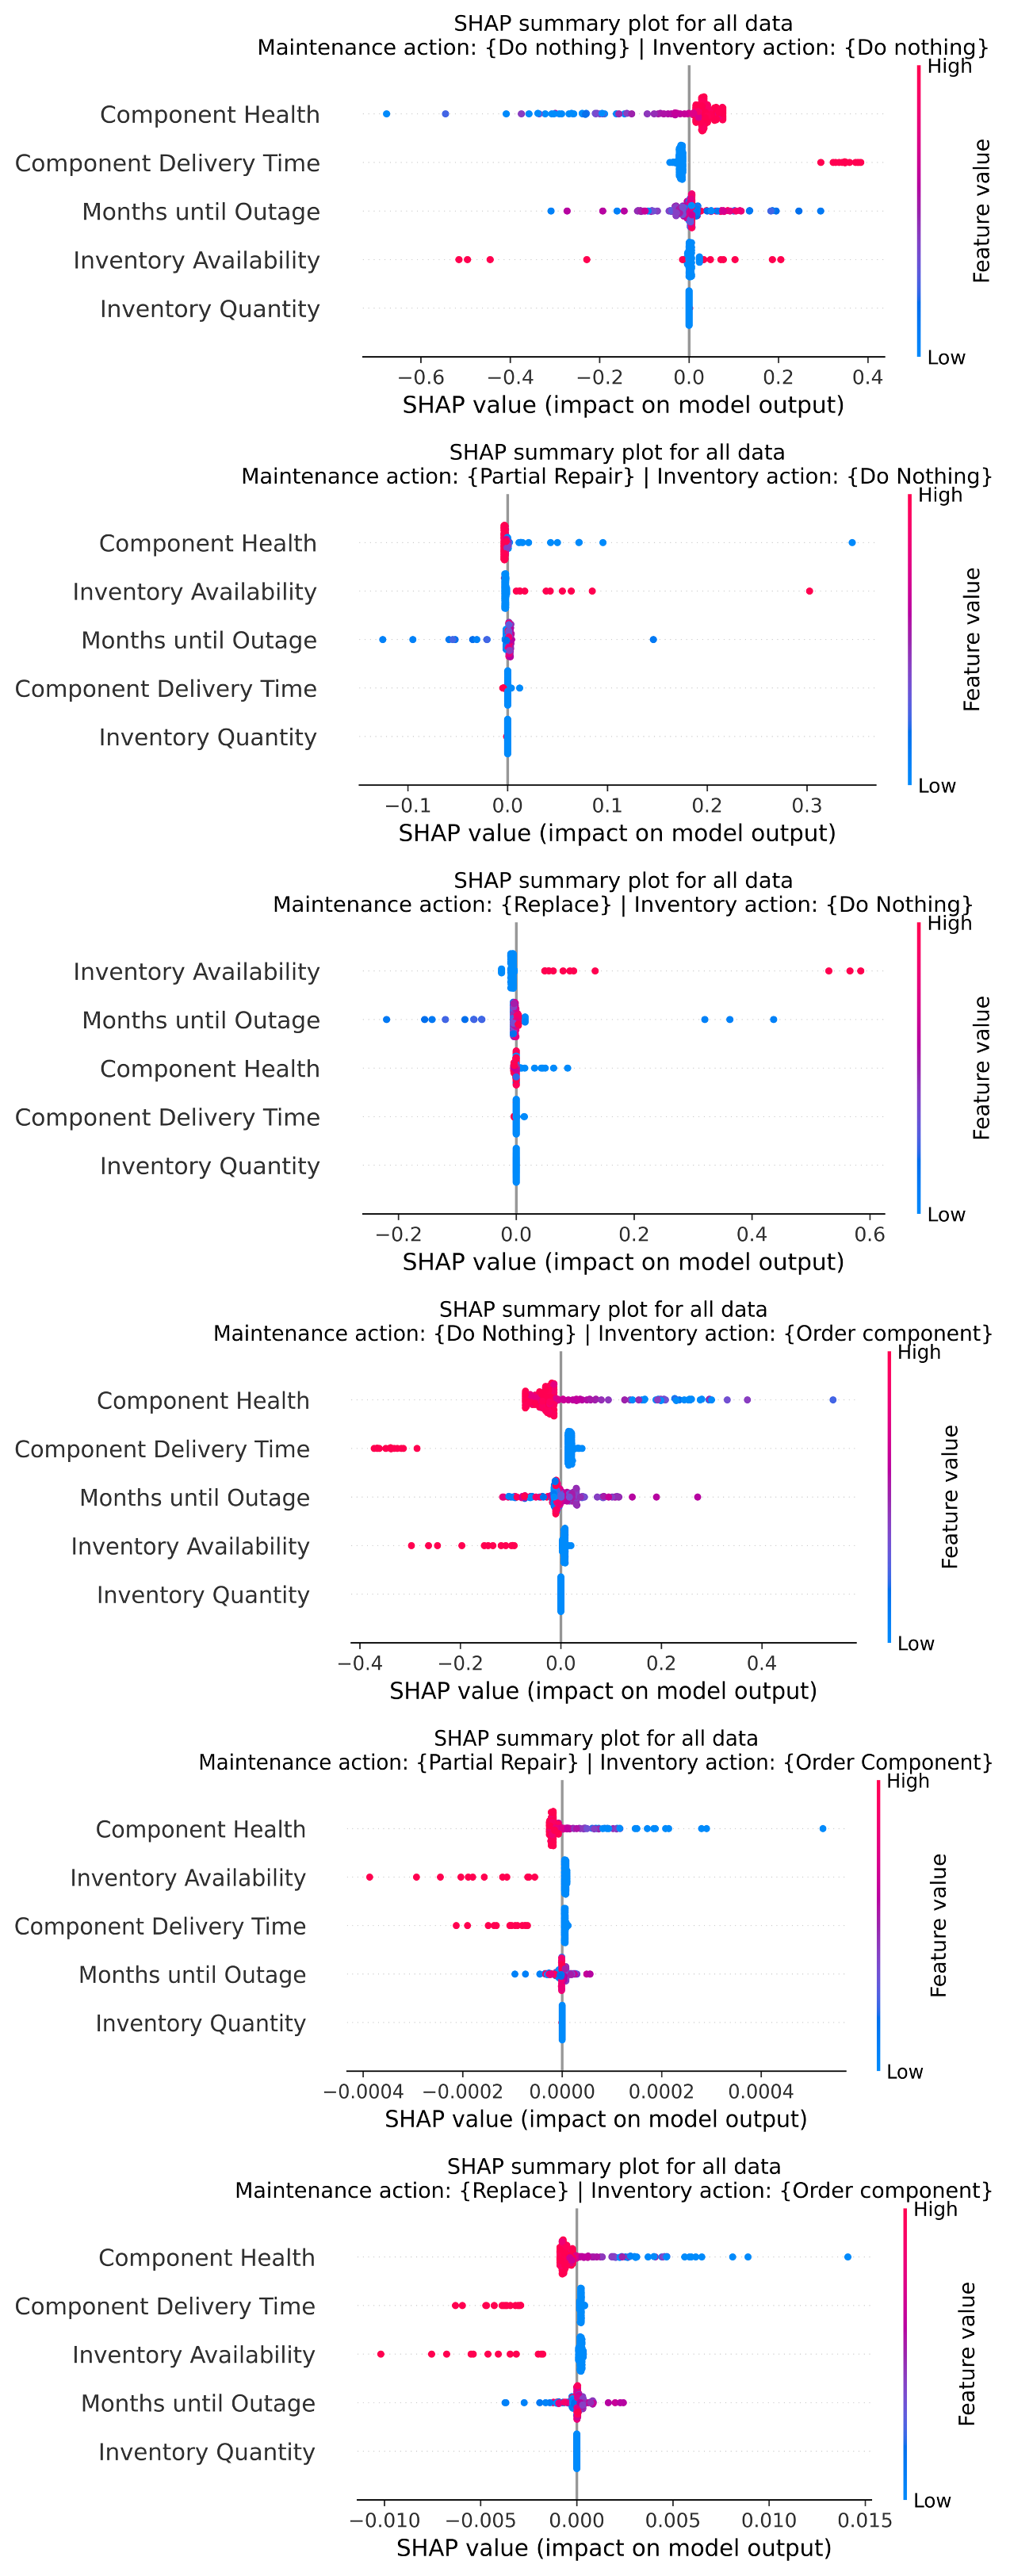 SHAP summary plot for all data
Maintenance action: {Do nothing} | Inventory action: {Do nothing}
High
Component Health
Component Delivery Time
Months until Outage
Inventory Availability
Inventory Quantity
Feature value
Low
−0.6 −0.4 −0.2 0.0 0.2 0.4
SHAP value (impact on model output)
SHAP summary plot for all data
Maintenance action: {Partial Repair} | Inventory action: {Do Nothing}
High
Component Health
Inventory Availability
Months until Outage
Component Delivery Time
Inventory Quantity
Feature value
Low
−0.1 0.0 0.1 0.2 0.3
SHAP value (impact on model output)
SHAP summary plot for all data
Maintenance action: {Replace} | Inventory action: {Do Nothing}
High
Inventory Availability
Months until Outage
Component Health
Component Delivery Time
Inventory Quantity
Feature value
Low
−0.2 0.0 0.2 0.4 0.6
SHAP value (impact on model output)
SHAP summary plot for all data
Maintenance action: {Do Nothing} | Inventory action: {Order component}
High
Component Health
Component Delivery Time
Months until Outage
Inventory Availability
Inventory Quantity
Feature value
Low
−0.4 −0.2 0.0 0.2 0.4
SHAP value (impact on model output)
SHAP summary plot for all data
Maintenance action: {Partial Repair} | Inventory action: {Order Component}
High
Component Health
Inventory Availability
Component Delivery Time
Months until Outage
Inventory Quantity
Feature value
Low
−0.0004 −0.0002 0.0000 0.0002 0.0004
SHAP value (impact on model output)
SHAP summary plot for all data
Maintenance action: {Replace} | Inventory action: {Order component}
High
Component Health
Component Delivery Time
Inventory Availability
Months until Outage
Inventory Quantity
Feature value
Low
−0.010 −0.005 0.000 0.005 0.010 0.015
SHAP value (impact on model output)